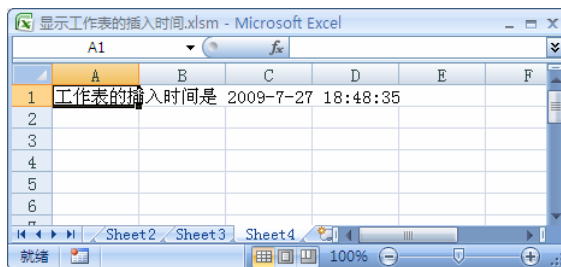 显示工作表的插入时间.xlsm - Microsoft Excel
A1
fx
A B C D E F
1 工作表的插入时间是 2009-7-27 18:48:35
2
3
4
5
6
Sheet2 Sheet3 Sheet4
就绪 100%